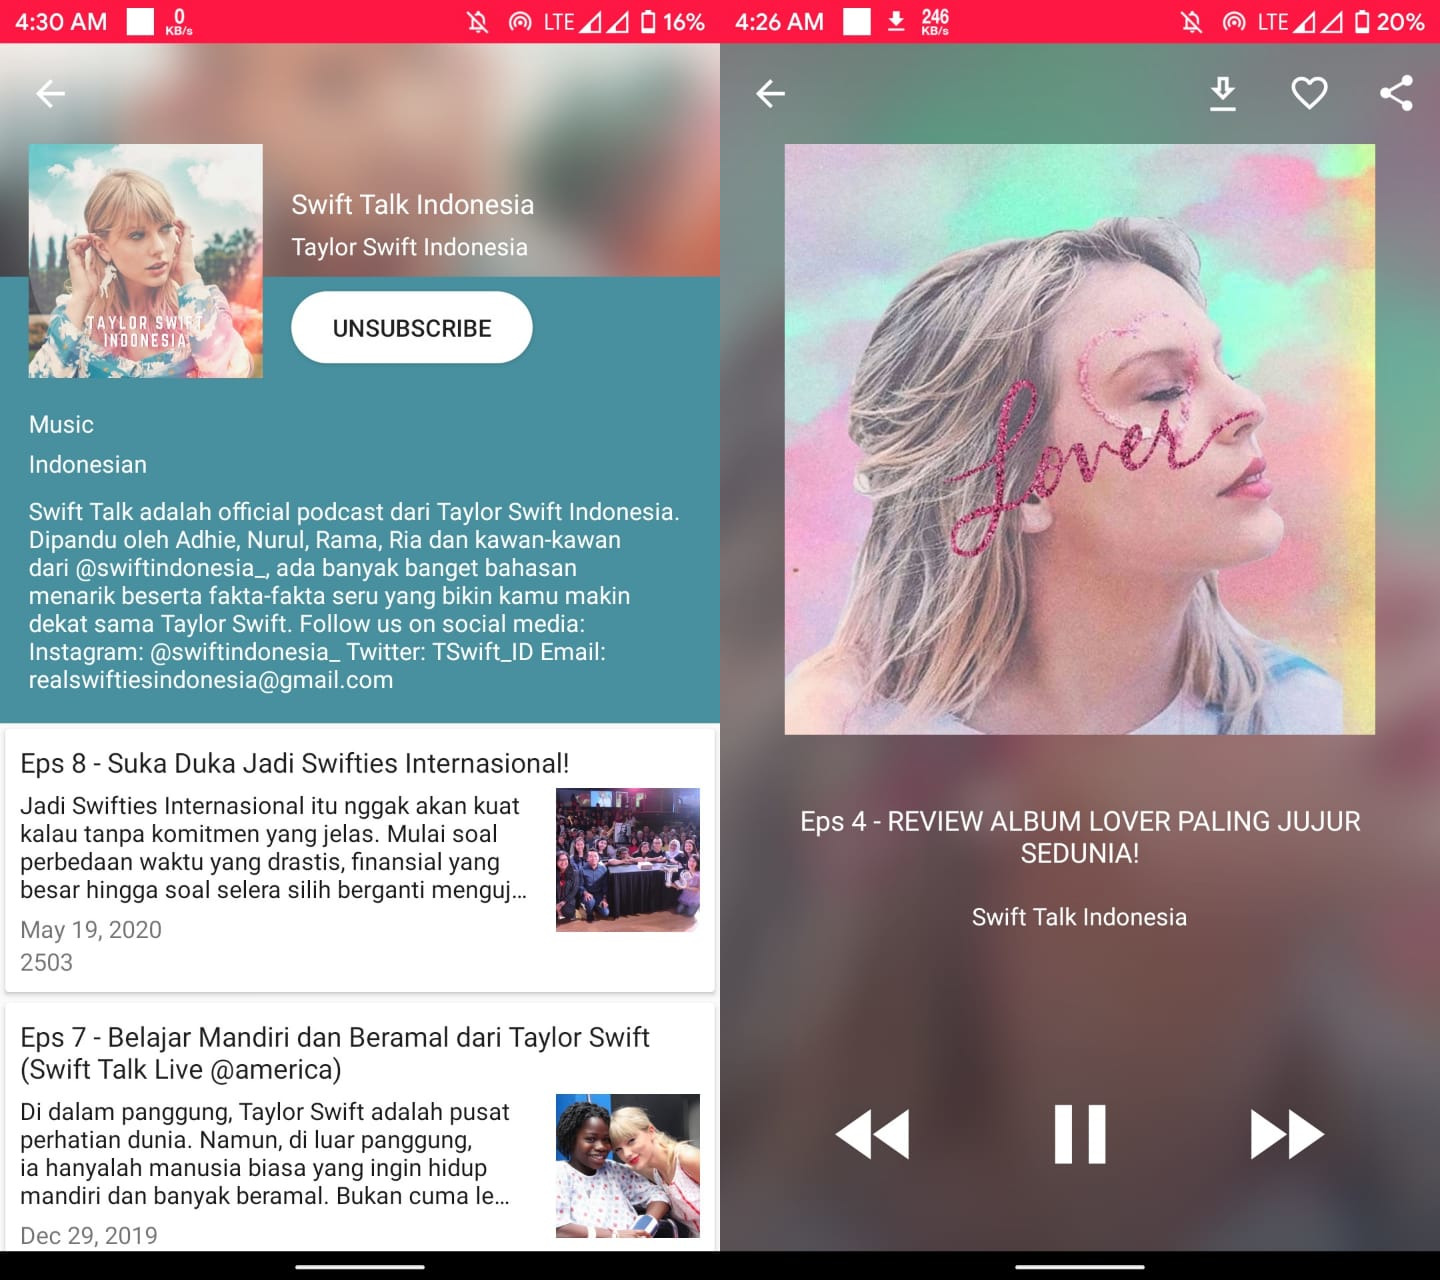 4:30 AM 0 KB/s LTE 16%
Swift Talk Indonesia
Taylor Swift Indonesia
TAYLOR SWIFT
INDONESIA
UNSUBSCRIBE
Music
Indonesian
Swift Talk adalah official podcast dari Taylor Swift Indonesia.
Dipandu oleh Adhie, Nurul, Rama, Ria dan kawan-kawan
dari @swiftindonesia_, ada banyak banget bahasan
menarik beserta fakta-fakta seru yang bikin kamu makin
dekat sama Taylor Swift. Follow us on social media:
Instagram: @swiftindonesia_ Twitter: TSwift_ID Email:
realswiftiesindonesia@gmail.com
Eps 8 - Suka Duka Jadi Swifties Internasional!
Jadi Swifties Internasional itu nggak akan kuat
kalau tanpa komitmen yang jelas. Mulai soal
perbedaan waktu yang drastis, finansial yang
besar hingga soal selera silih berganti menguj...
May 19, 2020
2503
Eps 7 - Belajar Mandiri dan Beramal dari Taylor Swift
(Swift Talk Live @america)
Di dalam panggung, Taylor Swift adalah pusat
perhatian dunia. Namun, di luar panggung,
ia hanyalah manusia biasa yang ingin hidup
mandiri dan banyak beramal. Bukan cuma le...
Dec 29, 2019
4:26 AM 246 KB/s LTE 20%
Lover
Eps 4 - REVIEW ALBUM LOVER PALING JUJUR
SEDUNIA!
Swift Talk Indonesia